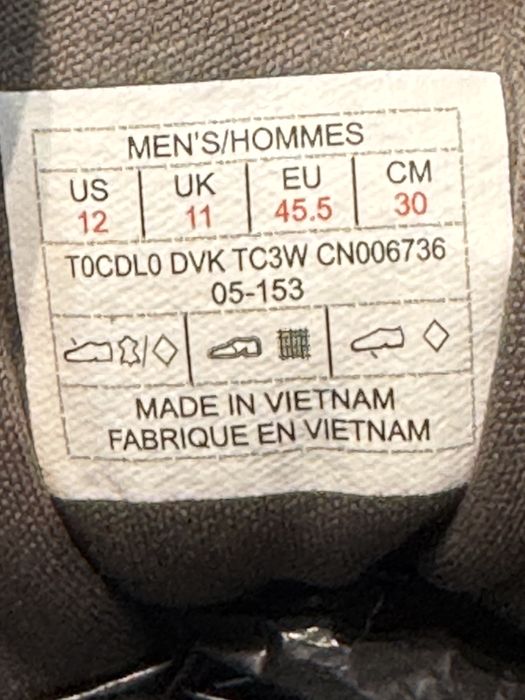 MEN'S/HOMMES
US UK EU CM
12 11 45.5 30
T0CDL0 DVK TC3W CN006736
05-153
MADE IN VIETNAM
FABRIQUE EN VIETNAM